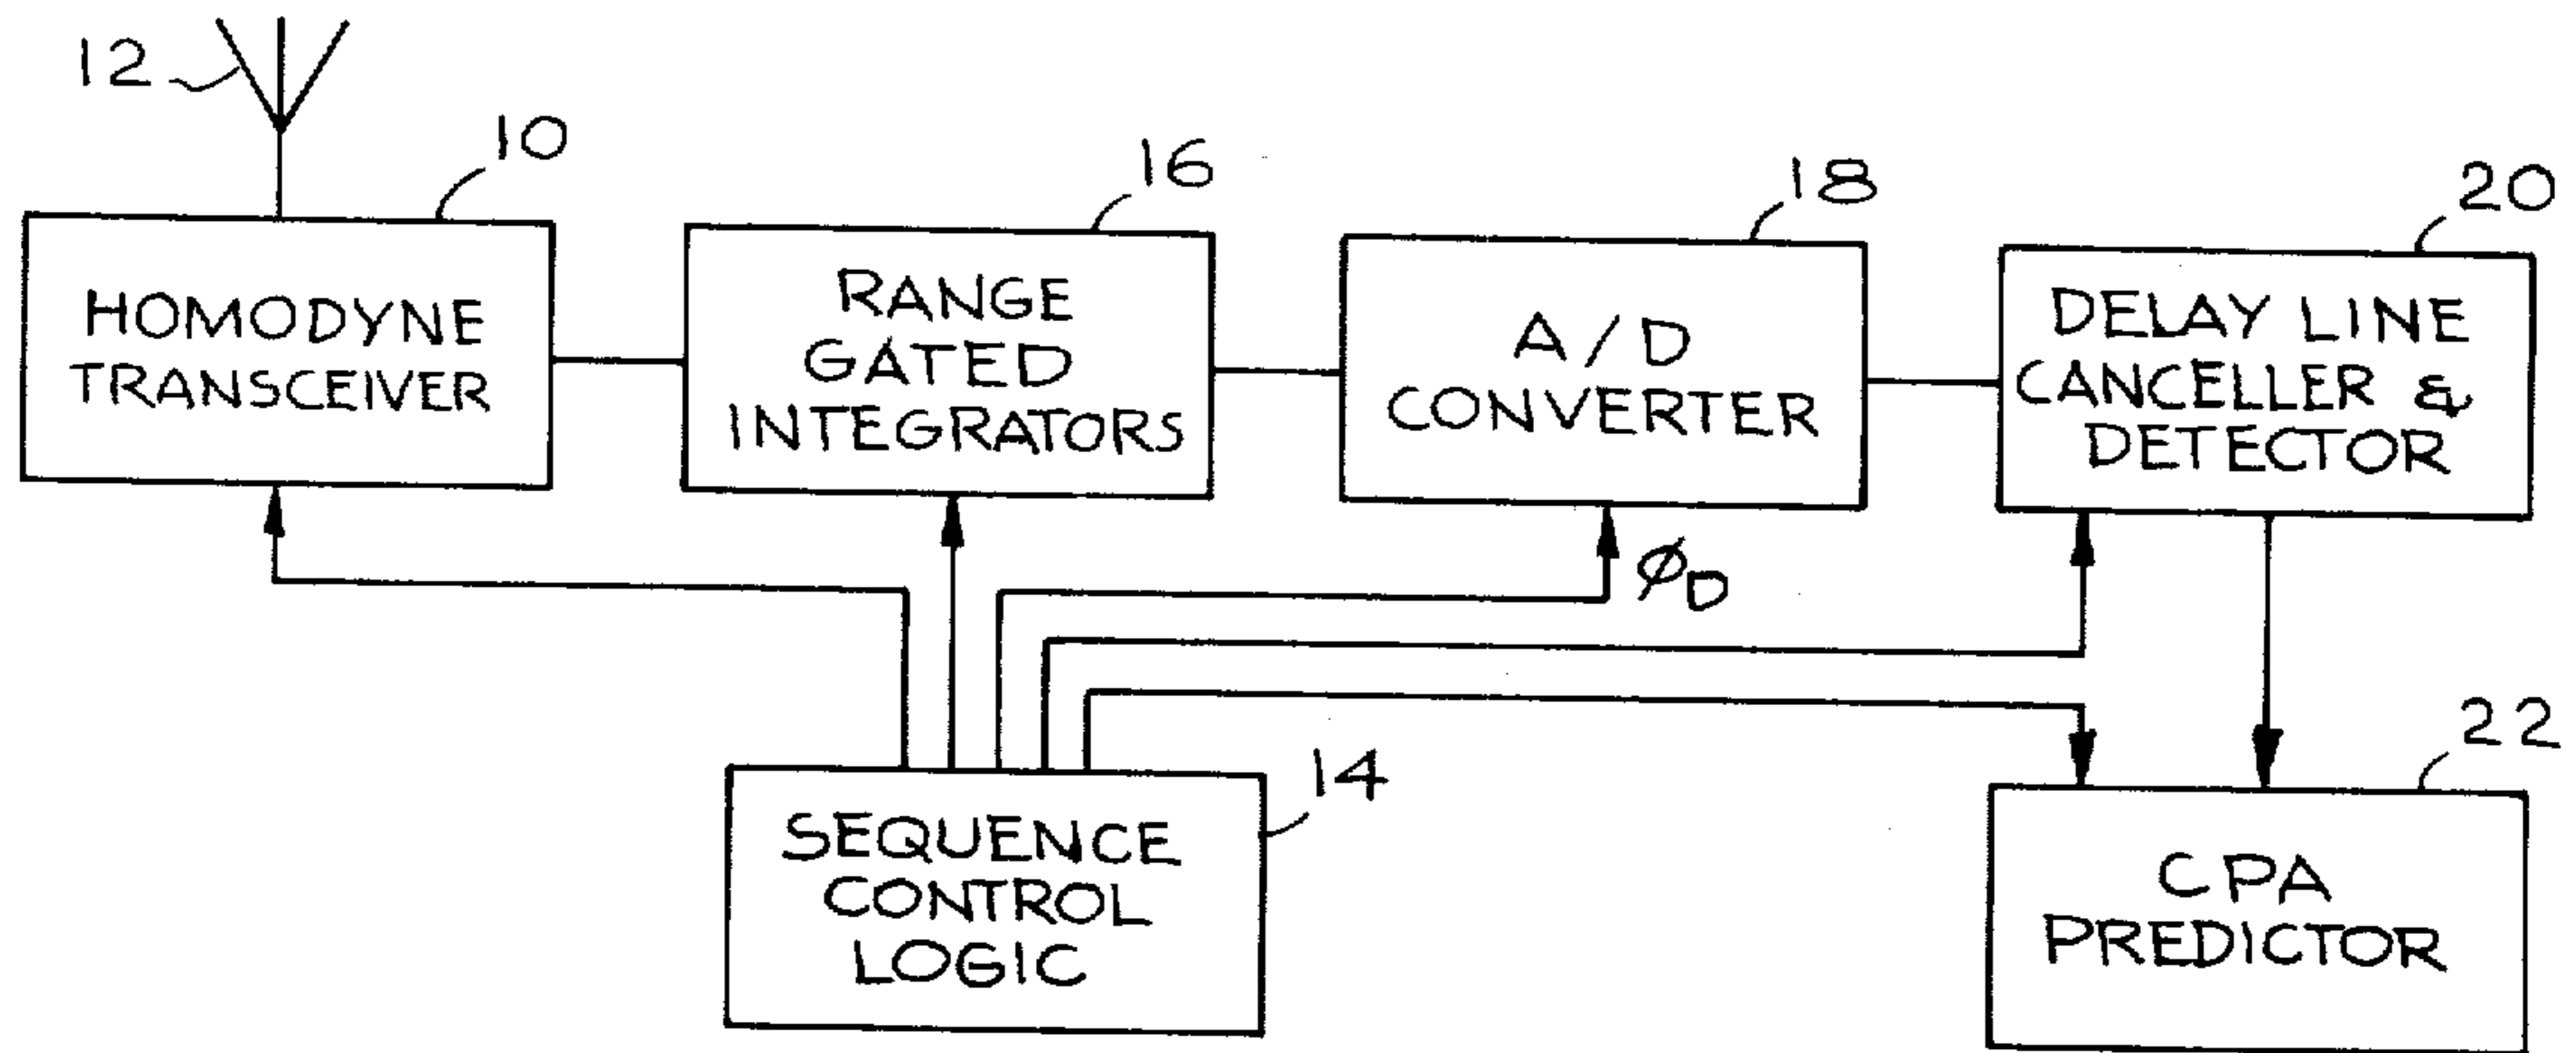 12
10
16
18
20
HOMODYNE
TRANSCEIVER
RANGE
GATED
INTEGRATORS
A/D
CONVERTER
DELAY LINE
CANCELLER &
DETECTOR
ØD
14
22
SEQUENCE
CONTROL
LOGIC
CPA
PREDICTOR